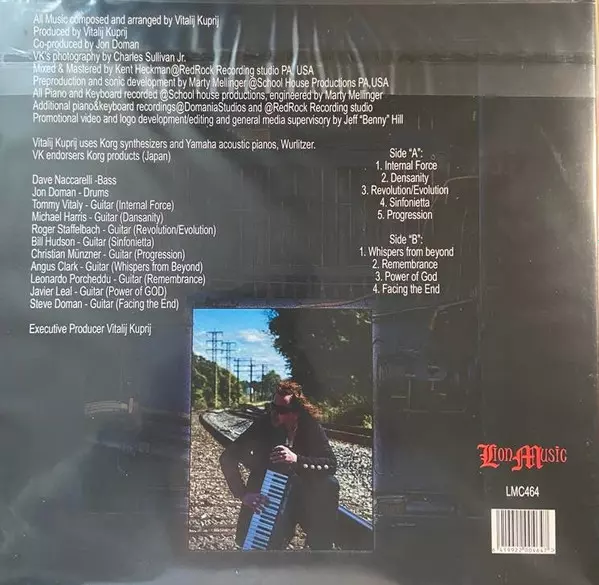 All Music composed and arranged by Vitalij Kuprij
Produced by Vitalij Kuprij
Co-produced by Jon Doman
VK's photography by Charles Sullivan Jr.
Mixed & Mastered by Kent Heckman@RedRock Recording studio PA, USA
Preproduction and sonic development by Marty Mellinger@School House Productions PA,USA
All Piano and Keyboard recorded @School house productions, engineered by Marty Mellinger
Additional piano&keyboard recordings@DomaniaStudios and @RedRock Recording studio
Promotional video and logo development/editing and general media supervisory by Jeff "Benny" Hill
Vitalij Kuprij uses Korg synthesizers and Yamaha acoustic pianos, Wurlitzer.
VK endorsers Korg products (Japan)
Dave Naccarelli -Bass
Jon Doman - Drums
Tommy Vitaly - Guitar (Internal Force)
Michael Harris - Guitar (Dansanity)
Roger Staffelbach - Guitar (Revolution/Evolution)
Bill Hudson - Guitar (Sinfonietta)
Christian Münzner - Guitar (Progression)
Angus Clark - Guitar (Whispers from Beyond)
Leonardo Porcheddu - Guitar (Remembrance)
Javier Leal - Guitar (Power of GOD)
Steve Doman - Guitar (Facing the End)
Executive Producer Vitalij Kuprij
Side "A":
1. Internal Force
2. Densanity
3. Revolution/Evolution
4. Sinfonietta
5. Progression
Side "B":
1. Whispers from beyond
2. Remembrance
3. Power of God
4. Facing the End
Lion Music
LMC464